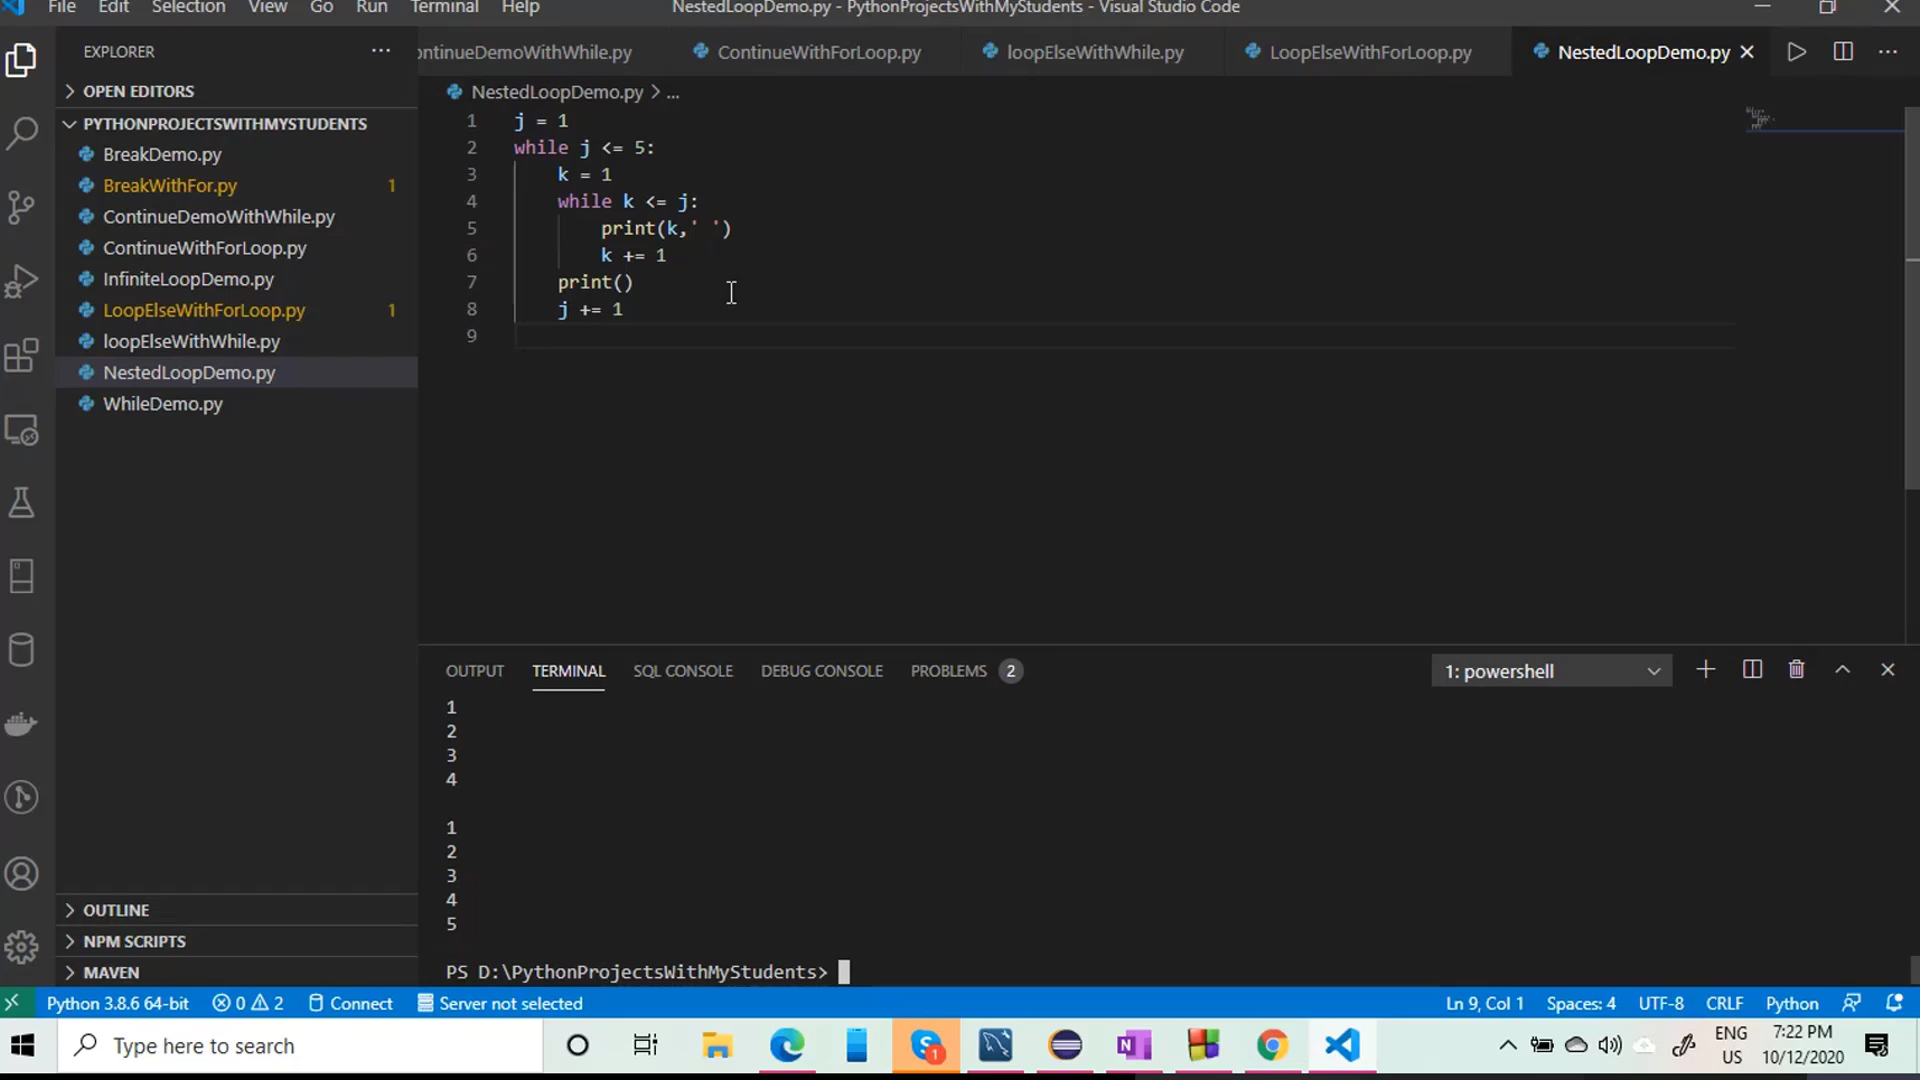 File Edit Selection View Go Run Terminal Help NestedLoopDemo.py - PythonProjectsWithMyStudents - Visual Studio Code
EXPLORER
ontinueDemoWithWhile.py ContinueWithForLoop.py loopElseWithWhile.py LoopElseWithForLoop.py NestedLoopDemo.py
OPEN EDITORS
PYTHONPROJECTSWITHMYSTUDENTS
BreakDemo.py
BreakWithFor.py 1
ContinueDemoWithWhile.py
ContinueWithForLoop.py
InfiniteLoopDemo.py
LoopElseWithForLoop.py 1
loopElseWithWhile.py
NestedLoopDemo.py
WhileDemo.py
OUTLINE
NPM SCRIPTS
MAVEN
NestedLoopDemo.py > ...
1 j = 1
2 while j <= 5:
3 k = 1
4 while k <= j:
5 print(k,' ')
6 k += 1
7 print()
8 j += 1
9
OUTPUT TERMINAL SQL CONSOLE DEBUG CONSOLE PROBLEMS 2 1: powershell
1
2
3
4
1
2
3
4
5
PS D:\PythonProjectsWithMyStudents>
Python 3.8.6 64-bit 0 2 Connect Server not selected Ln 9, Col 1 Spaces: 4 UTF-8 CRLF Python
Type here to search
1
N
ENG
US
7:22 PM
10/12/2020